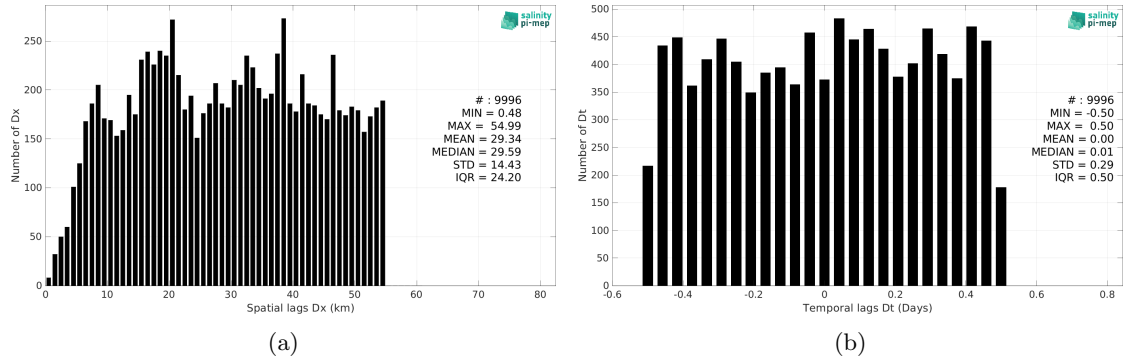 salinity
pi-mep
250
200
150
100
50
0
Number of Dx
# : 9996
MIN = 0.48
MAX = 54.99
MEAN = 29.34
MEDIAN = 29.59
STD = 14.43
IQR = 24.20
0 10 20 30 40 50 60 70 80
Spatial lags Dx (km)
(a)
salinity
pi-mep
500
450
400
350
300
250
200
150
100
50
0
Number of Dt
# : 9996
MIN = -0.50
MAX = 0.50
MEAN = 0.00
MEDIAN = 0.01
STD = 0.29
IQR = 0.50
-0.6 -0.4 -0.2 0 0.2 0.4 0.6 0.8
Temporal lags Dt (Days)
(b)